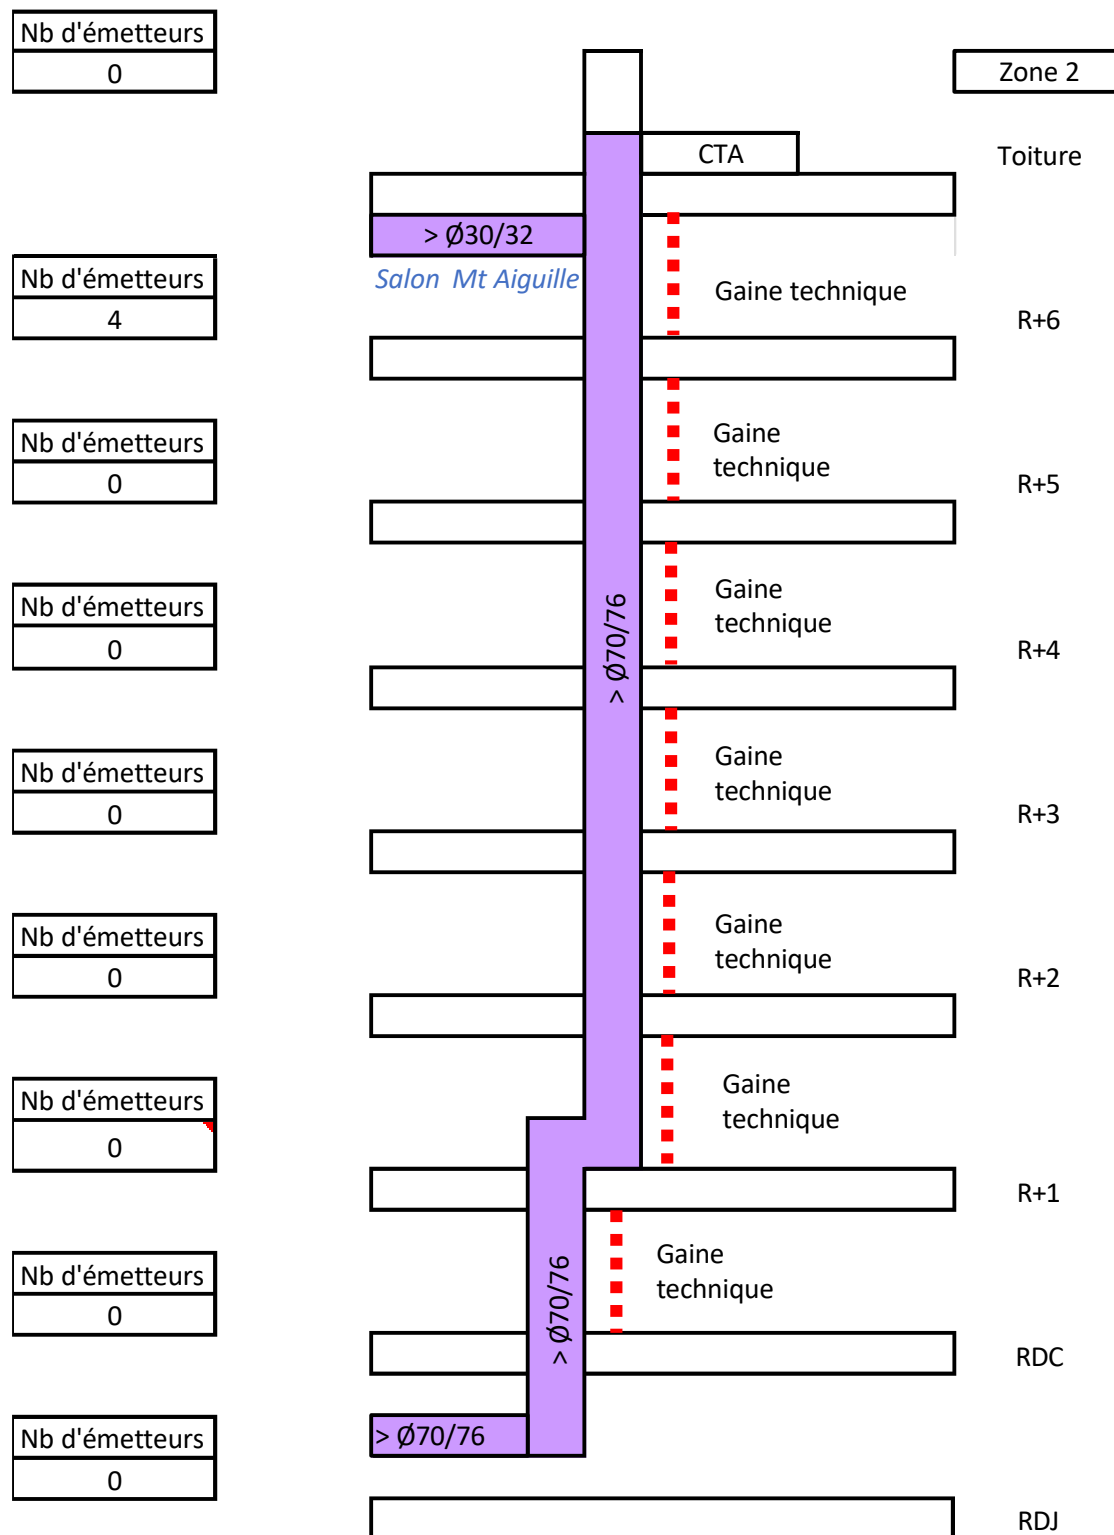 Nb d'émetteurs
0
Zone 2
CTA
Toiture
> Ø30/32
Salon Mt Aiguille
Nb d'émetteurs
4
Gaine technique
R+6
Nb d'émetteurs
0
Gaine
technique
R+5
Nb d'émetteurs
0
Gaine
technique
> Ø70/76
R+4
Nb d'émetteurs
0
Gaine
technique
R+3
Nb d'émetteurs
0
Gaine
technique
R+2
Nb d'émetteurs
0
Gaine
technique
R+1
Nb d'émetteurs
0
Gaine
technique
> Ø70/76
RDC
Nb d'émetteurs
0
> Ø70/76
RDJ